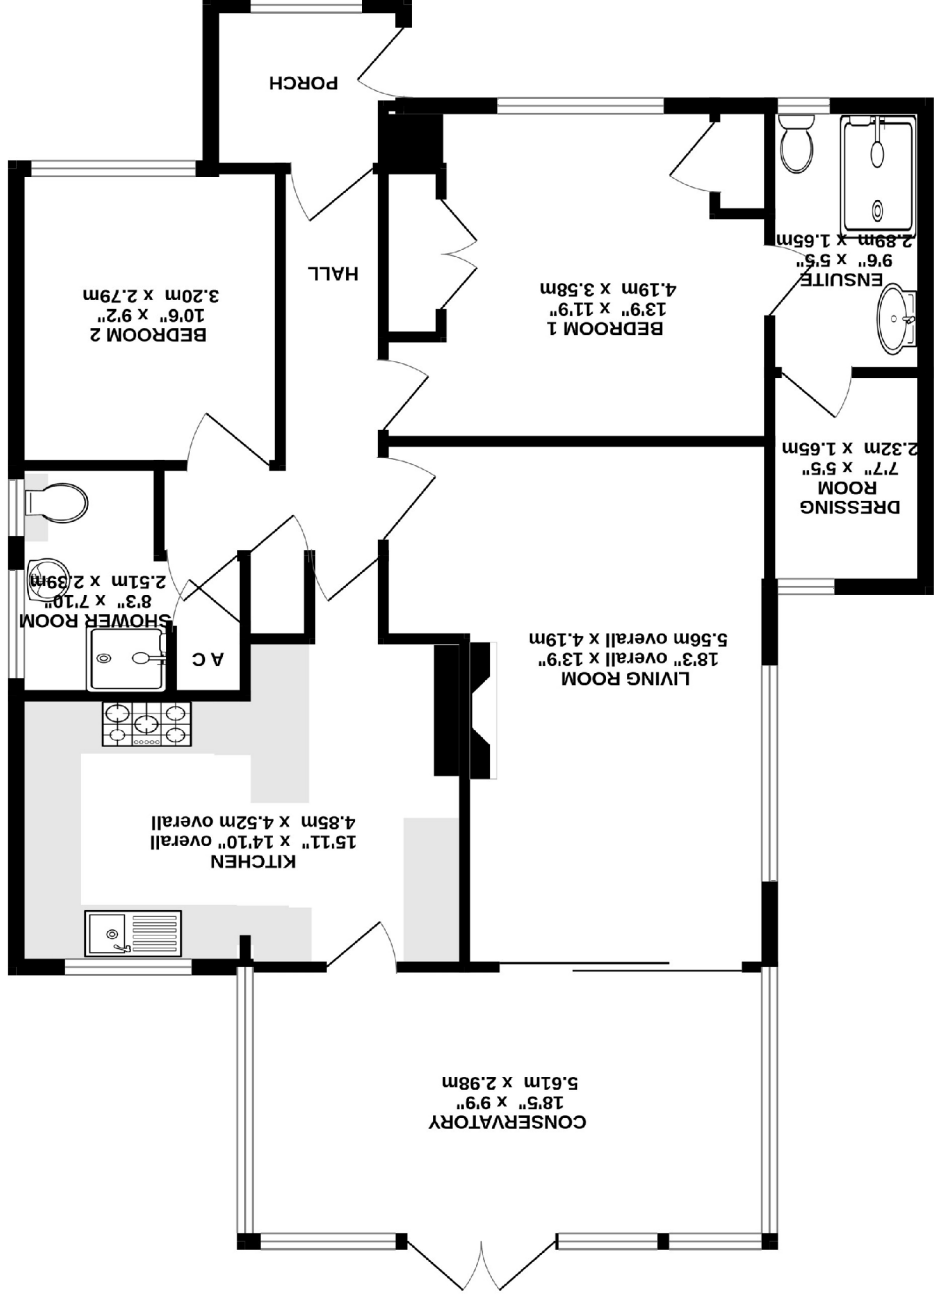 CONSERVATORY
18'5" x 9'9"
5.61m x 2.98m
KITCHEN
15'11" x 14'10" overall
4.85m x 4.52m overall
LIVING ROOM
18'3" overall x 13'9"
5.56m overall x 4.19m
A C
SHOWER ROOM
8'3" x 7'10"
2.51m x 2.39m
DRESSING
ROOM
7'7" x 5'5"
2.32m x 1.65m
BEDROOM 2
10'6" x 9'2"
3.20m x 2.79m
BEDROOM 1
13'9" x 11'9"
4.19m x 3.58m
ENSUITE
9'6" x 5'5"
2.89m x 1.65m
HALL
PORCH